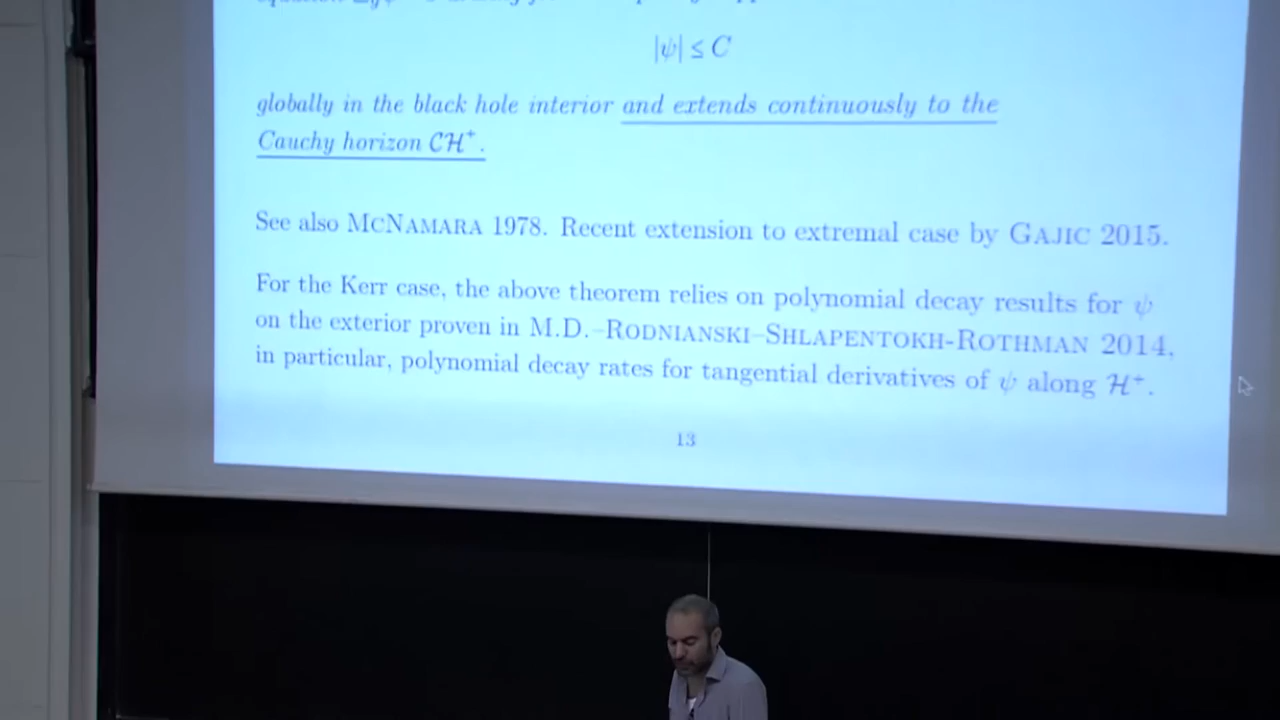 |ψ| ≤ C
globally in the black hole interior and extends continuously to the
Cauchy horizon CH⁺.
See also McNamara 1978. Recent extension to extremal case by Gajic 2015.
For the Kerr case, the above theorem relies on polynomial decay results for ψ
on the exterior proven in M.D.–Rodnianski–Shlapentokh-Rothman 2014,
in particular, polynomial decay rates for tangential derivatives of ψ along H⁺.
13